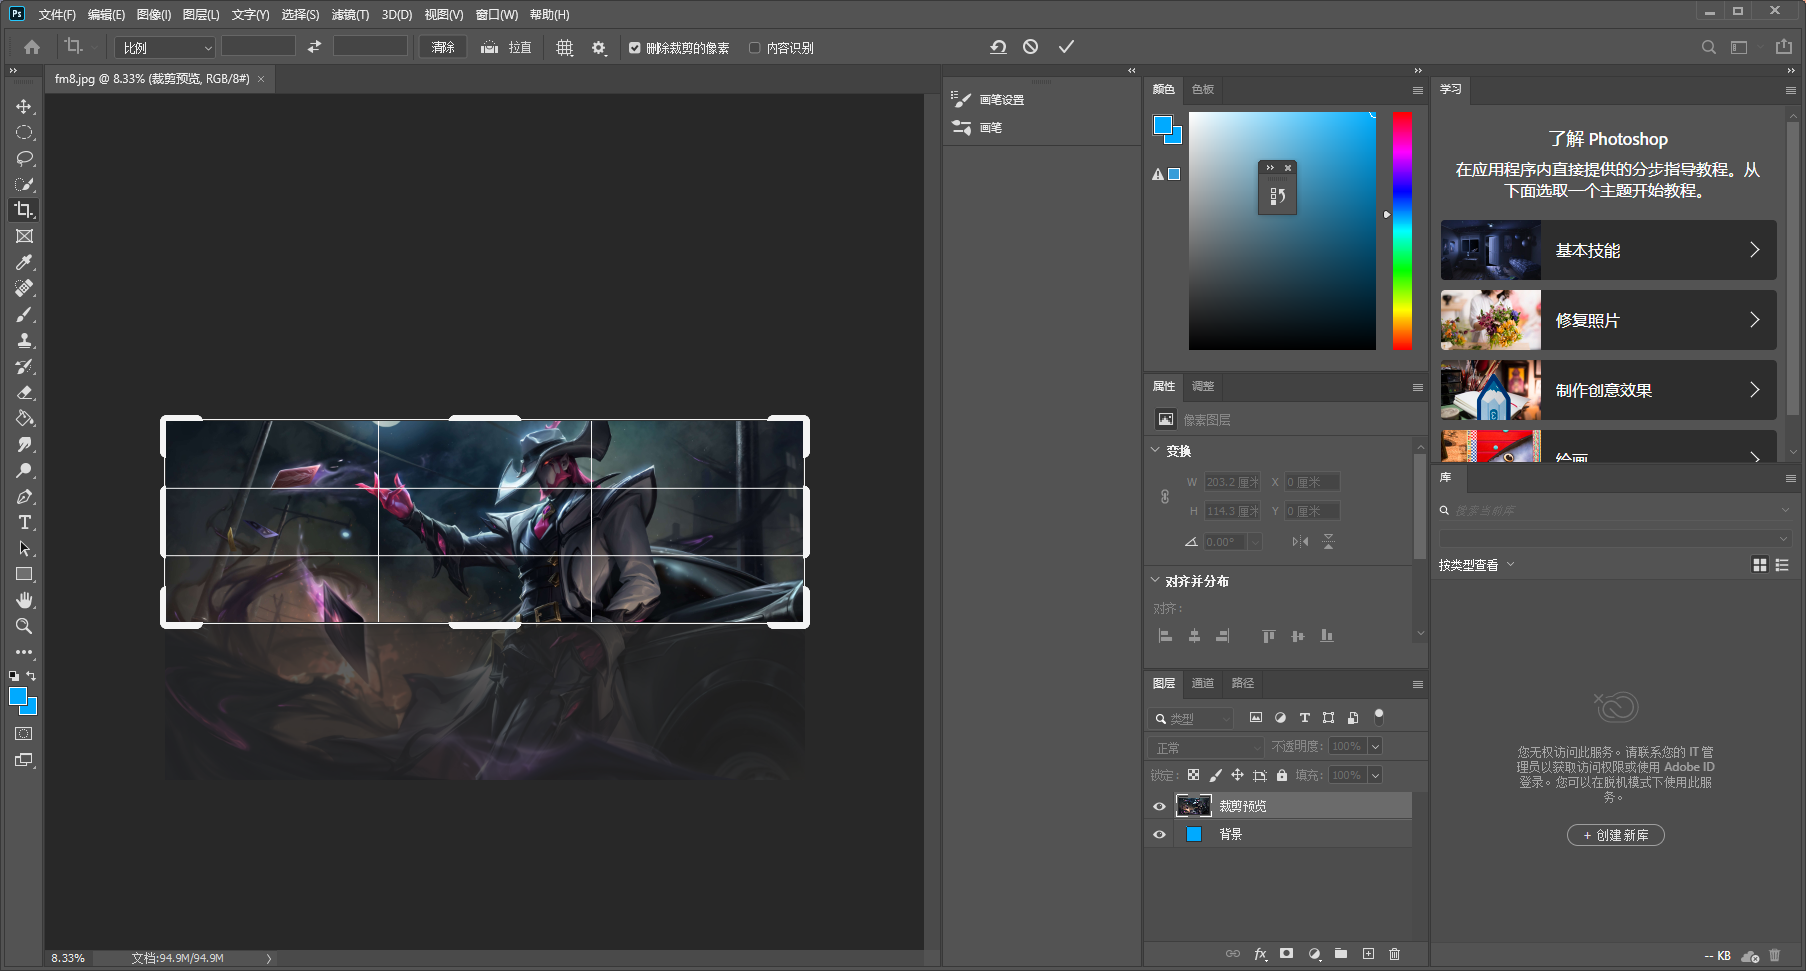 Ps 文件(F) 编辑(E) 图像(I) 图层(L) 文字(Y) 选择(S) 滤镜(T) 3D(D) 视图(V) 窗口(W) 帮助(H)
比例 清除 拉直 删除裁剪的像素 内容识别
fm8.jpg @ 8.33% (裁剪预览, RGB/8#) ×
画笔设置
画笔
颜色 色板
属性 调整
像素图层
变换
W 203.2 厘米 X 0 厘米
H 114.3 厘米 Y 0 厘米
0.00°
对齐并分布
对齐:
图层 通道 路径
类型
正常 不透明度: 100%
锁定: 填充: 100%
裁剪预览
背景
学习
了解 Photoshop
在应用程序内直接提供的分步指导教程。从
下面选取一个主题开始教程。
基本技能
修复照片
制作创意效果
绘画
库
搜索当前库
按类型查看
您无权访问此服务。请联系您的 IT 管
理员以获取访问权限或使用 Adobe ID
登录。您可以在脱机模式下使用此服
务。
+ 创建新库
-- KB
8.33% 文档:94.9M/94.9M